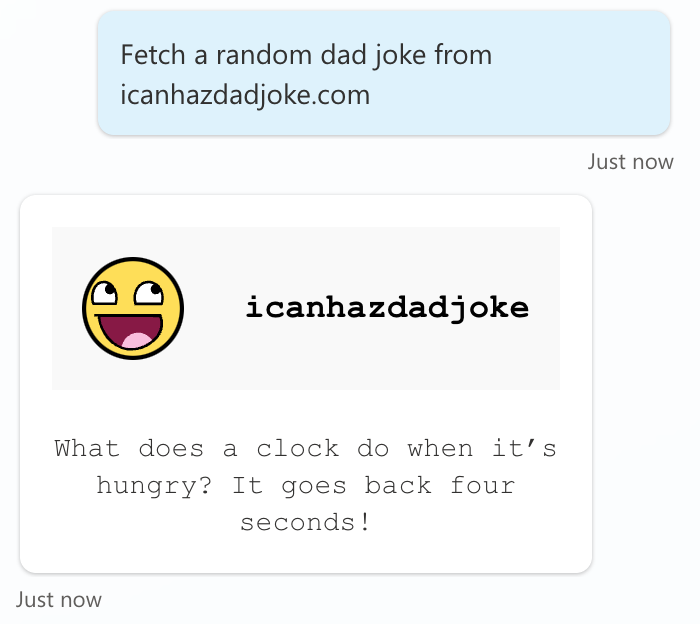 Fetch a random dad joke from
icanhazdadjoke.com
Just now
icanhazdadjoke
What does a clock do when it’s
hungry? It goes back four
seconds!
Just now